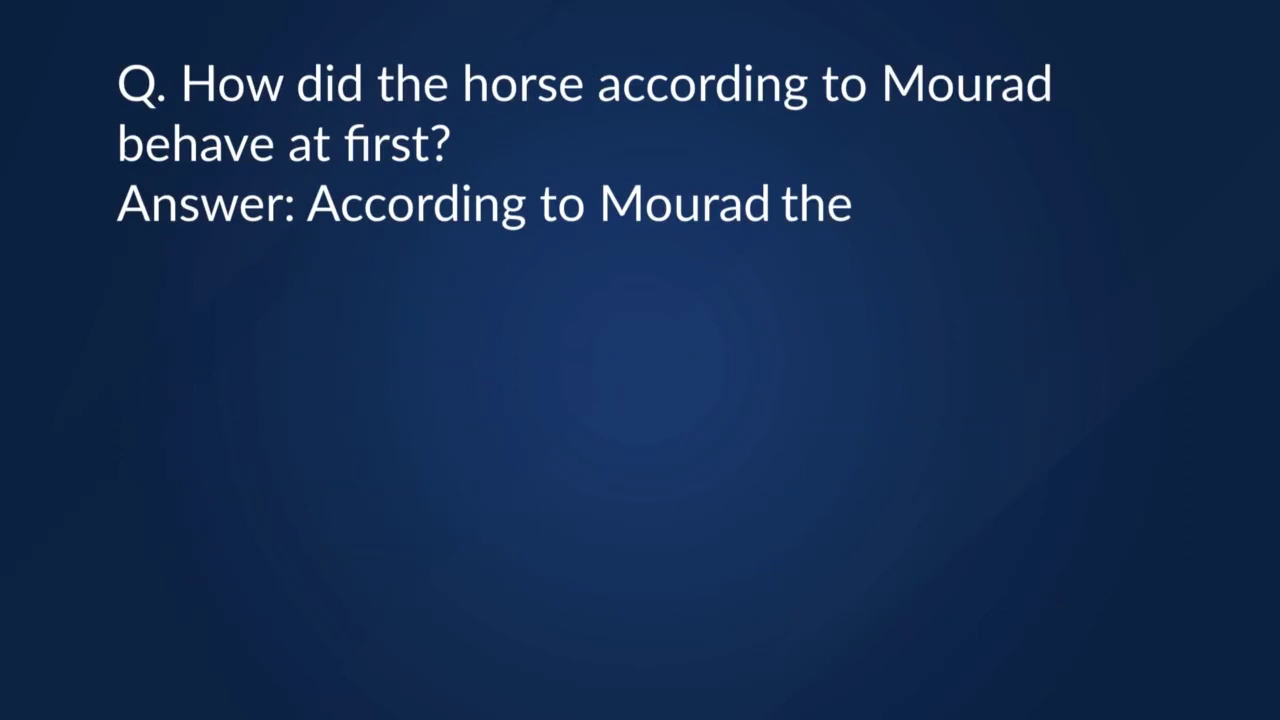 Q. How did the horse according to Mourad
behave at first?
Answer: According to Mourad the